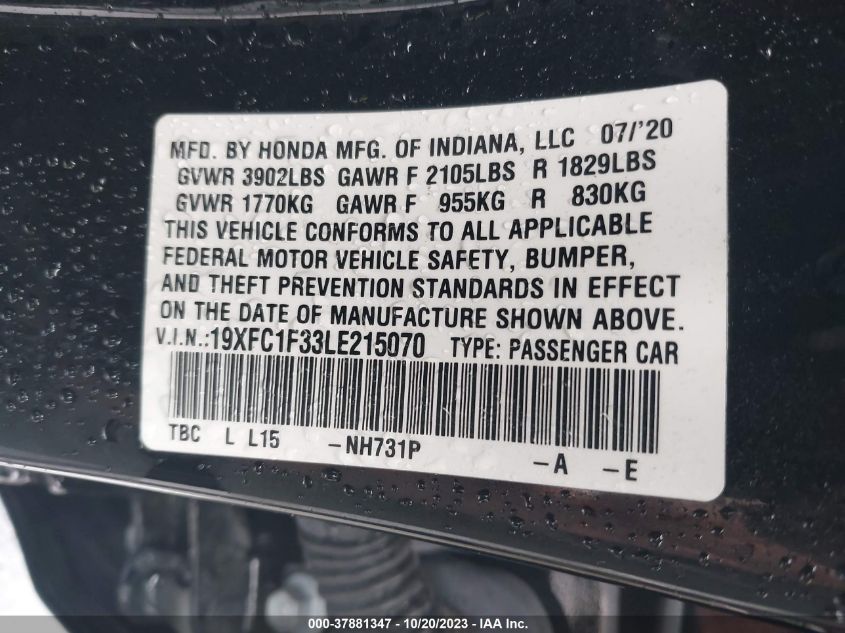 MFD. BY HONDA MFG. OF INDIANA, LLC 07/'20
GVWR 3902LBS GAWR F 2105LBS R 1829LBS
GVWR 1770KG GAWR F 955KG R 830KG
THIS VEHICLE CONFORMS TO ALL APPLICABLE
FEDERAL MOTOR VEHICLE SAFETY, BUMPER,
AND THEFT PREVENTION STANDARDS IN EFFECT
ON THE DATE OF MANUFACTURE SHOWN ABOVE.
V.I.N.:19XFC1F33LE215070 TYPE: PASSENGER CAR
TBC L L15 -NH731P -A -E
000-37881347 - 10/20/2023 - IAA Inc.